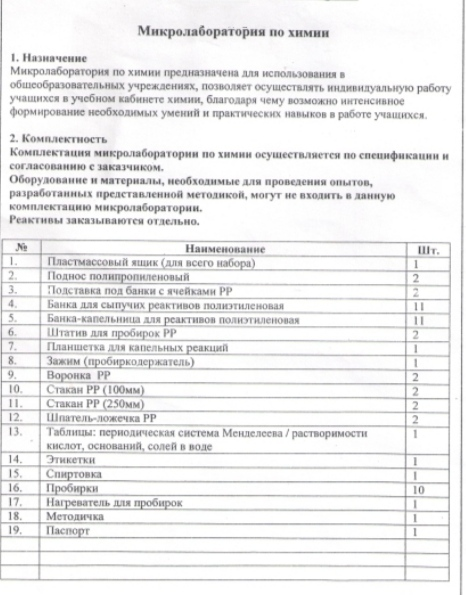 Микролаборатория по химии
1. Назначение
Микролаборатория по химии предназначена для использования в
общеобразовательных учреждениях, позволяет осуществлять индивидуальную работу
учащихся в учебном кабинете химии, благодаря чему возможно интенсивное
формирование необходимых умений и практических навыков в работе учащихся.
2. Комплектность
Комплектация микролаборатории по химии осуществляется по спецификации и
согласованию с заказчиком.
Оборудование и материалы, необходимые для проведения опытов,
разработанных представленной методикой, могут не входить в данную
комплектацию микролаборатории.
Реактивы заказываются отдельно.
№ Наименование Шт.
1. Пластмассовый ящик (для всего набора) 1
2. Поднос полипропиленовый 2
3. Подставка под банки с ячейками РР 2
4. Банка для сыпучих реактивов полиэтиленовая 11
5. Банка-капельница для реактивов полиэтиленовая 11
6. Штатив для пробирок РР 2
7. Планшетка для капельных реакций 1
8. Зажим (пробиркодержатель) 1
9. Воронка РР 2
10. Стакан РР (100мм) 2
11. Стакан РР (250мм) 2
12. Шпатель-ложечка РР 2
13. Таблицы: периодическая система Менделеева / растворимости 1
кислот, оснований, солей в воде
14. Этикетки 1
15. Спиртовка 1
16. Пробирки 10
17. Нагреватель для пробирок 1
18. Методичка 1
19. Паспорт 1